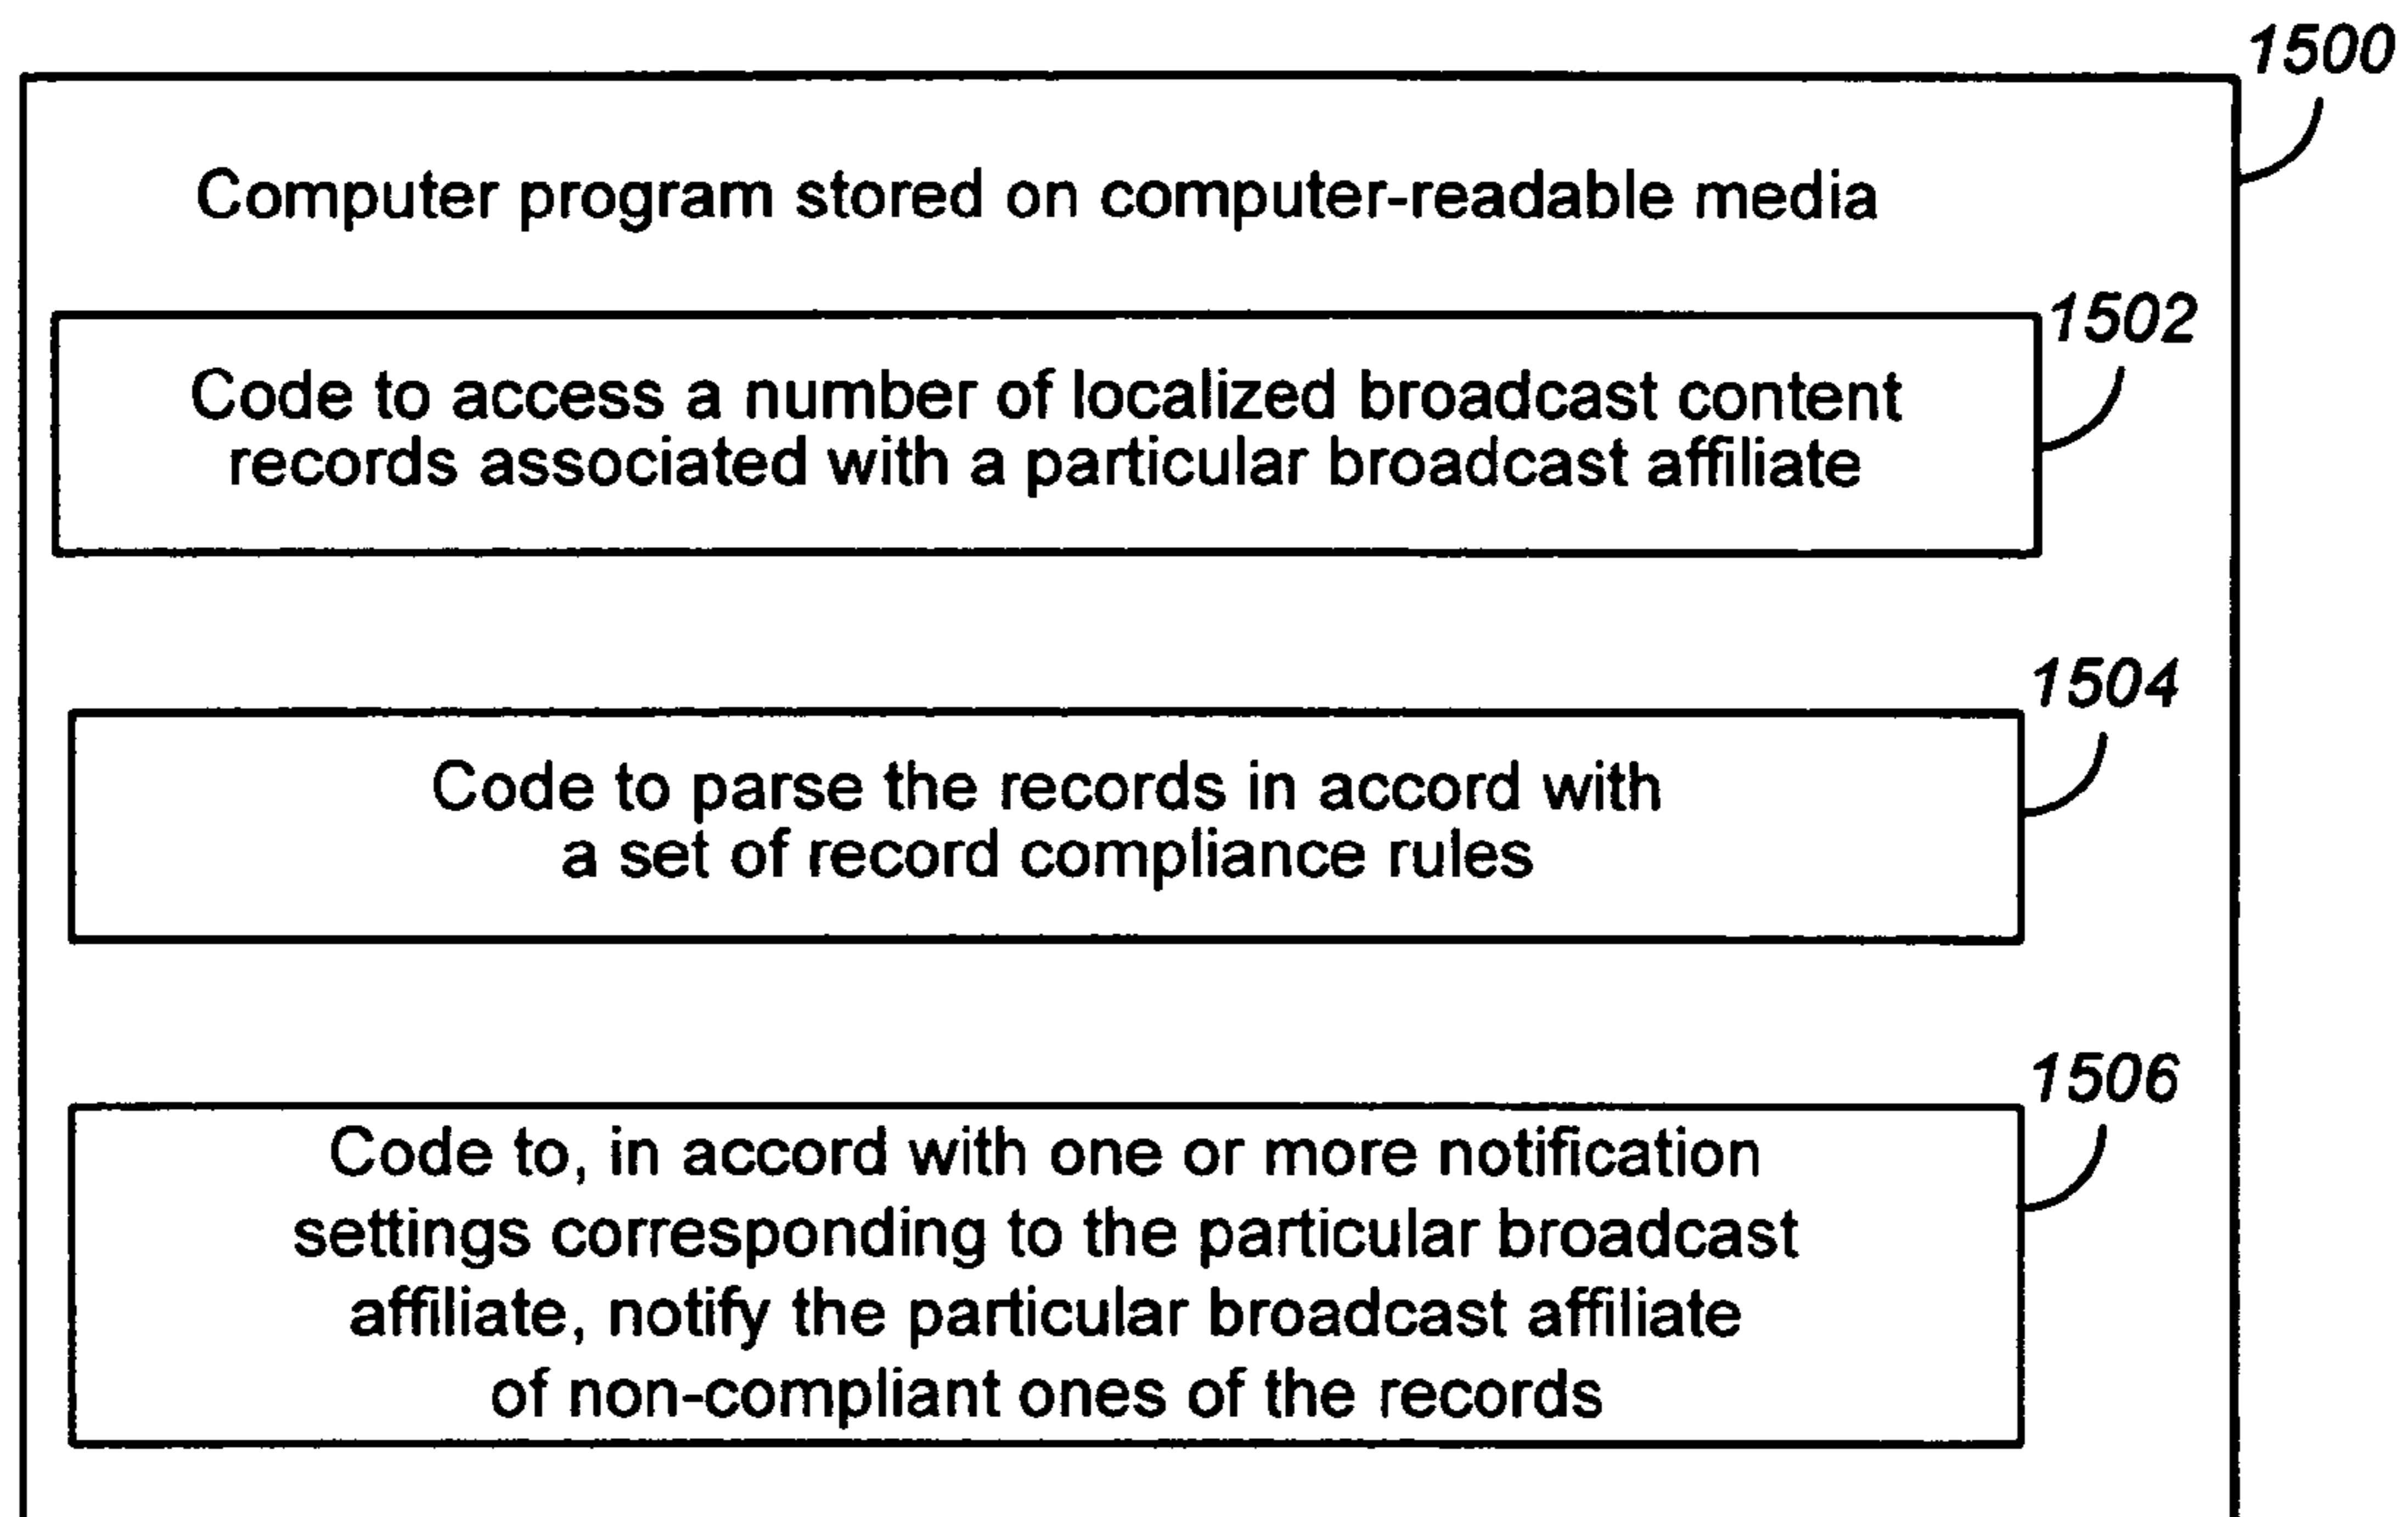 1500
Computer program stored on computer-readable media
1502
Code to access a number of localized broadcast content
records associated with a particular broadcast affiliate
1504
Code to parse the records in accord with
a set of record compliance rules
1506
Code to, in accord with one or more notification
settings corresponding to the particular broadcast
affiliate, notify the particular broadcast affiliate
of non-compliant ones of the records